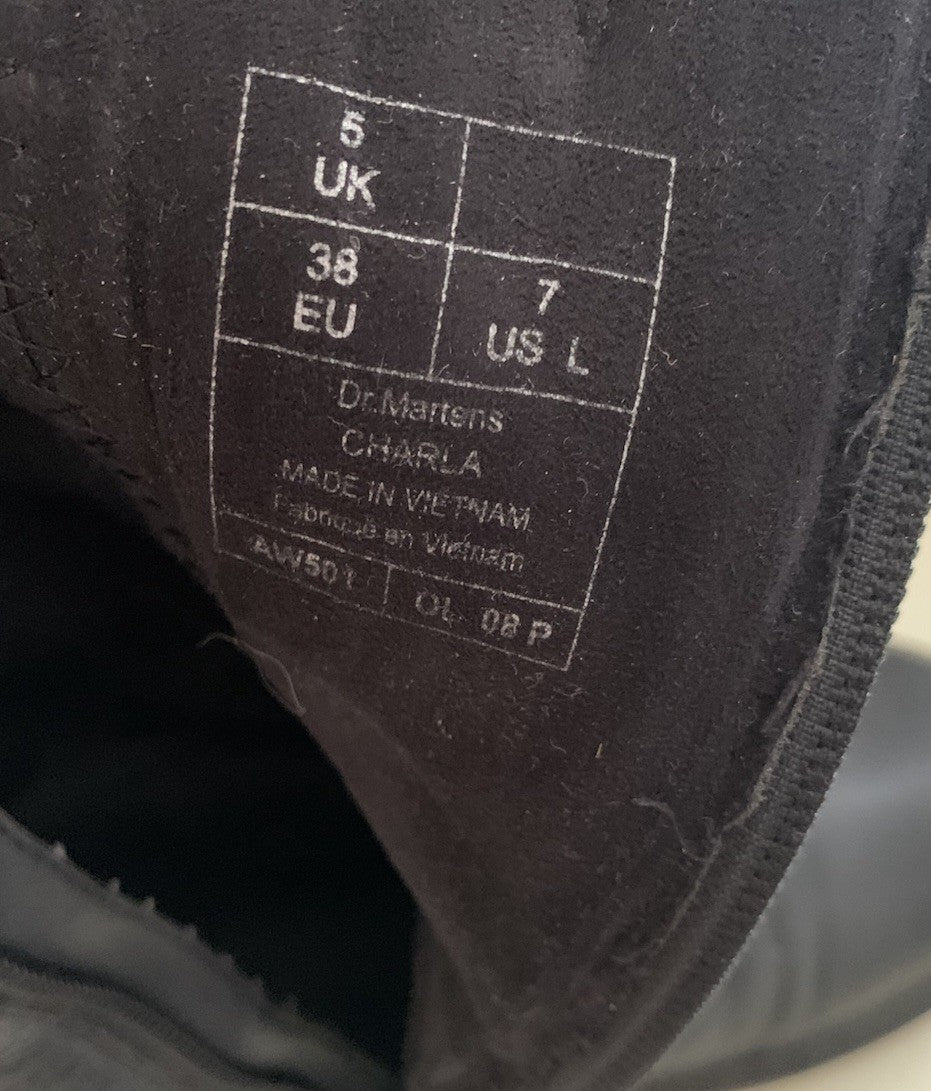 5
UK
38
EU
7
US L
Dr.Martens
CHARLA
MADE IN VIETNAM
Fabriqué en Vietnam
AW501
OL 08 P